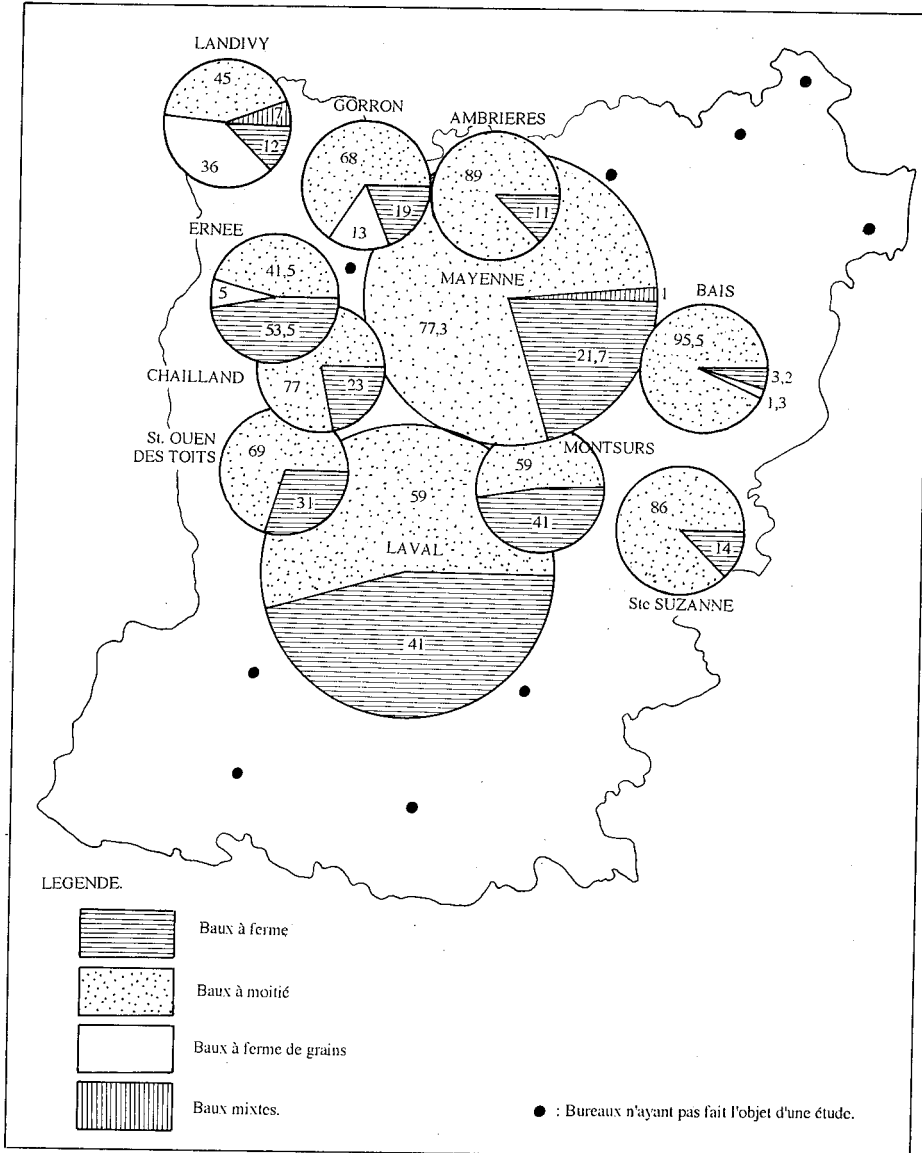 LANDIVY
45
7
12
36
GORRON
68
19
13
AMBRIERES
89
11
ERNEE
41,5
5
53,5
MAYENNE
77,3
1
21,7
BAIS
95,5
3,2
1,3
CHAILLAND
77
23
St. OUEN
DES TOITS
69
31
MONTSURS
59
41
LAVAL
59
41
86
14
Ste SUZANNE
LEGENDE.
Baux à ferme
Baux à moitié
Baux à ferme de grains
Baux mixtes.
: Bureaux n'ayant pas fait l'objet d'une étude.